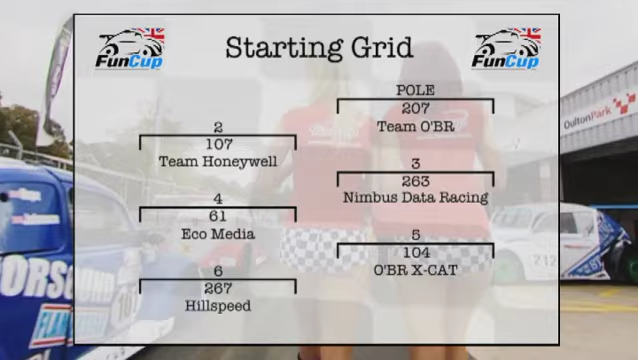 FunCup
Starting Grid
FunCup
POLE
207
Team O'BR
2
107
Team Honeywell
3
263
Nimbus Data Racing
4
61
Eco Media
5
104
O'BR X-CAT
6
267
Hillspeed
OultonPark